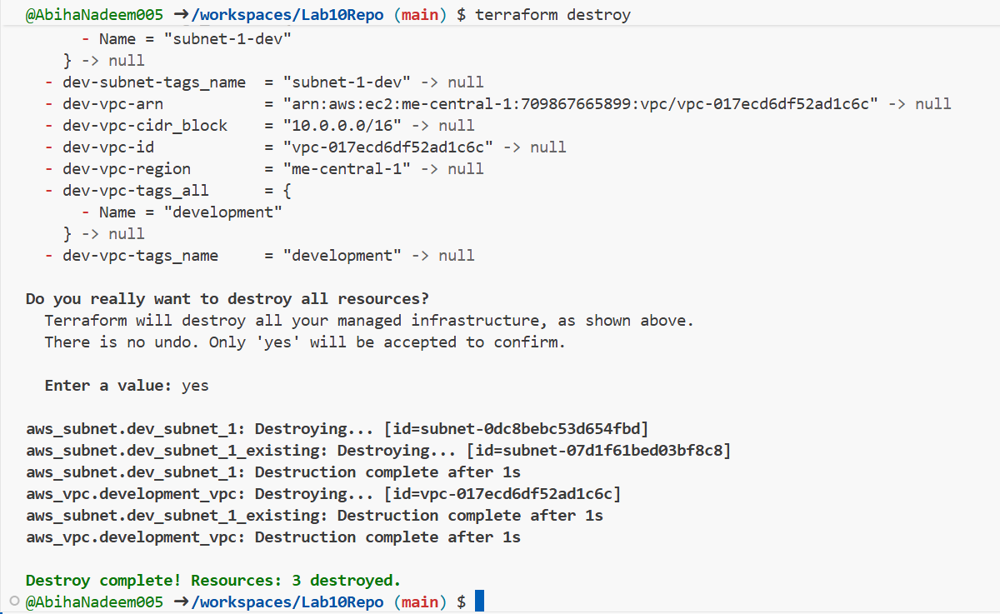 @AbihaNadeem005 ➜/workspaces/Lab10Repo (main) $ terraform destroy
      - Name = "subnet-1-dev"
    } -> null
  - dev-subnet-tags_name  = "subnet-1-dev" -> null
  - dev-vpc-arn           = "arn:aws:ec2:me-central-1:709867665899:vpc/vpc-017ecd6df52ad1c6c" -> null
  - dev-vpc-cidr_block    = "10.0.0.0/16" -> null
  - dev-vpc-id            = "vpc-017ecd6df52ad1c6c" -> null
  - dev-vpc-region        = "me-central-1" -> null
  - dev-vpc-tags_all      = {
      - Name = "development"
    } -> null
  - dev-vpc-tags_name     = "development" -> null

Do you really want to destroy all resources?
  Terraform will destroy all your managed infrastructure, as shown above.
  There is no undo. Only 'yes' will be accepted to confirm.

  Enter a value: yes

aws_subnet.dev_subnet_1: Destroying... [id=subnet-0dc8bebc53d654fbd]
aws_subnet.dev_subnet_1_existing: Destroying... [id=subnet-07d1f61bed03bf8c8]
aws_subnet.dev_subnet_1: Destruction complete after 1s
aws_vpc.development_vpc: Destroying... [id=vpc-017ecd6df52ad1c6c]
aws_subnet.dev_subnet_1_existing: Destruction complete after 1s
aws_vpc.development_vpc: Destruction complete after 1s

Destroy complete! Resources: 3 destroyed.
@AbihaNadeem005 ➜/workspaces/Lab10Repo (main) $